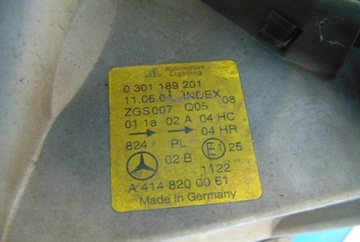 Automotive
Lighting
0 301 189 201
11.06.04 INDEX 08
ZGS007 Q05
01 1a 02 A 04 HC
04 HR
824 PL
02 B E1 25
1122
A 414 820 00 61
Made in Germany